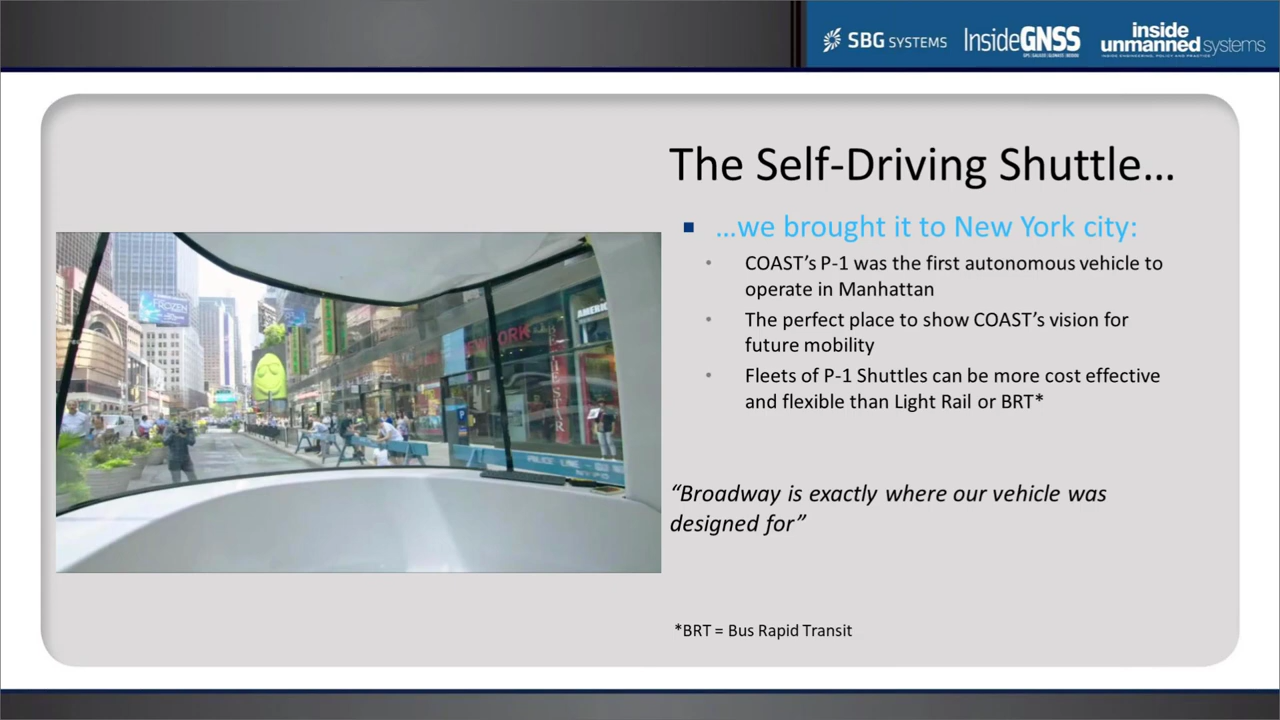 SBG SYSTEMS
InsideGNSS
inside
unmanned systems
The Self-Driving Shuttle…
…we brought it to New York city:
COAST’s P-1 was the first autonomous vehicle to
operate in Manhattan
The perfect place to show COAST’s vision for
future mobility
Fleets of P-1 Shuttles can be more cost effective
and flexible than Light Rail or BRT*
FROZEN
NEW YORK
AMERI
“Broadway is exactly where our vehicle was
designed for”
*BRT = Bus Rapid Transit